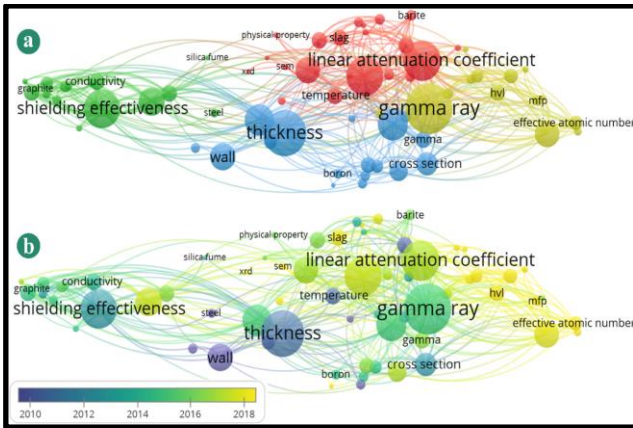 a
barite
physical-property
slag
silica fume
linear attenuation coefficient
sem
xrd
conductivity
graphite
temperature
hvl
mfp
shielding effectiveness
steel
gamma ray
effective atomic number
thickness
gamma
wall
cross section
boron
b
barite
physical-property
slag
silica fume
linear attenuation coefficient
sem
xrd
conductivity
graphite
temperature
hvl
mfp
shielding effectiveness
steel
gamma ray
effective atomic number
thickness
gamma
wall
cross section
boron
2010 2012 2014 2016 2018